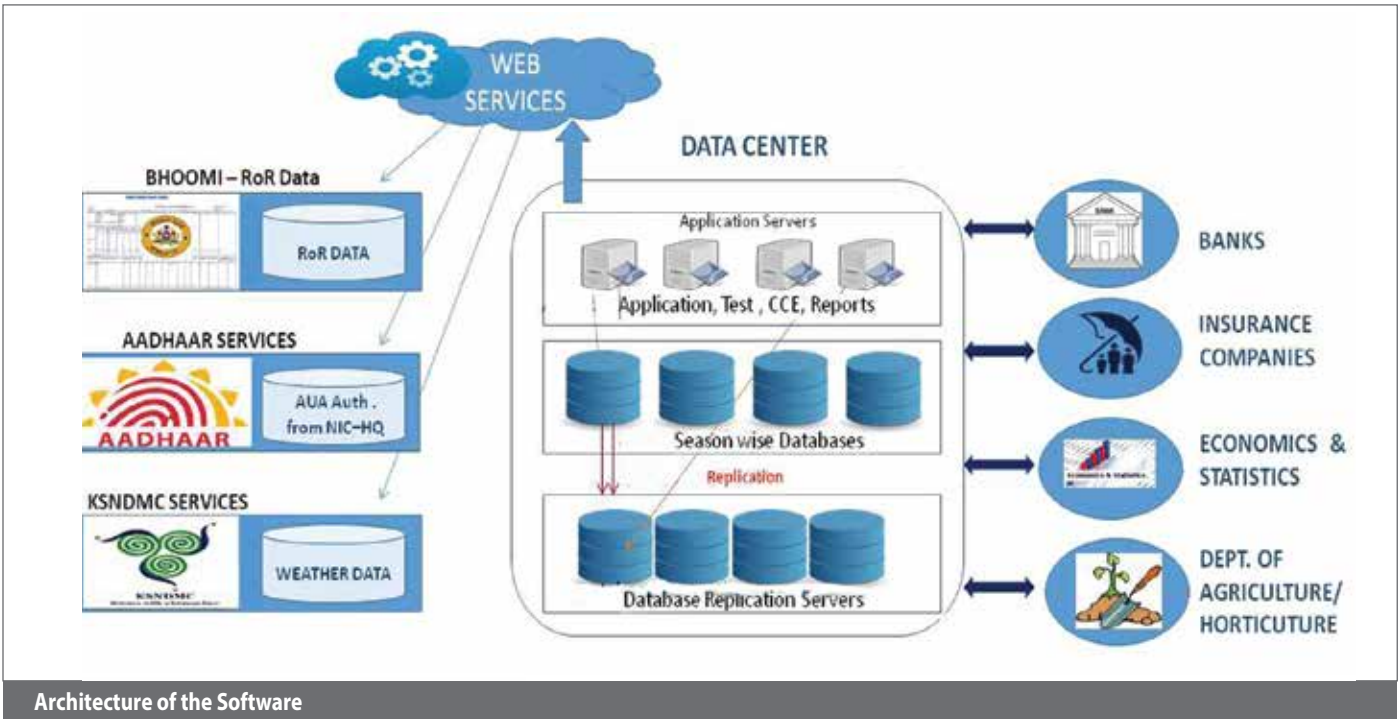 WEB
SERVICES
DATA CENTER
BHOOMI – RoR Data
RoR DATA
AADHAAR SERVICES
AADHAAR
AUA Auth .
from NIC-HQ
KSNDMC SERVICES
KSNDMC
WEATHER DATA
Application Servers
Application, Test , CCE, Reports
Season wise Databases
Replication
Database Replication Servers
BANK
BANKS
INSURANCE
COMPANIES
ECONOMICS &
STATISTICS
DEPT. OF
AGRICULTURE/
HORTICUTURE
Architecture of the Software